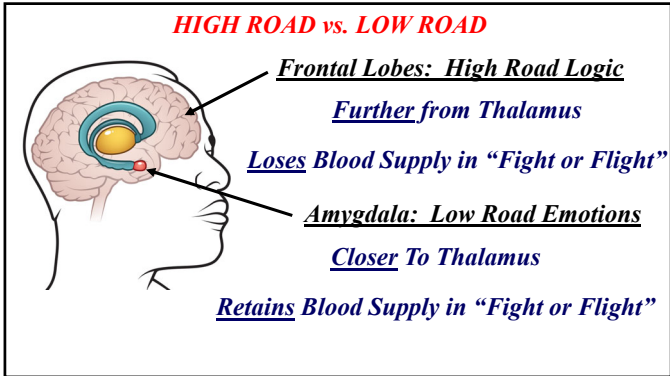 HIGH ROAD vs. LOW ROAD
Frontal Lobes: High Road Logic
Further from Thalamus
Loses Blood Supply in “Fight or Flight”
Amygdala: Low Road Emotions
Closer To Thalamus
Retains Blood Supply in “Fight or Flight”